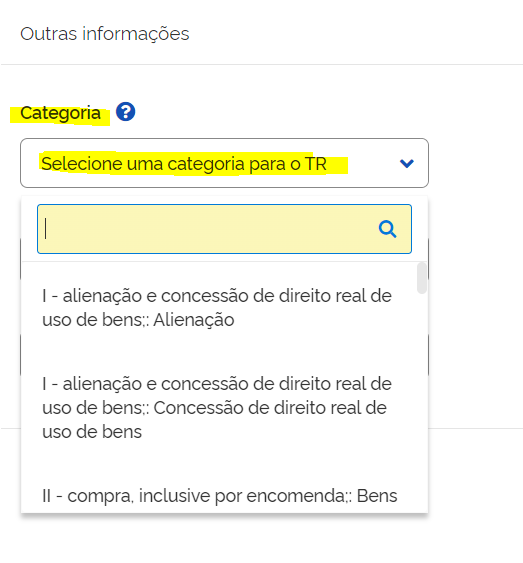 Outras informações
Categoria ?
Selecione uma categoria para o TR
I - alienação e concessão de direito real de
uso de bens;: Alienação
I - alienação e concessão de direito real de
uso de bens;: Concessão de direito real de
uso de bens
II - compra, inclusive por encomenda;: Bens